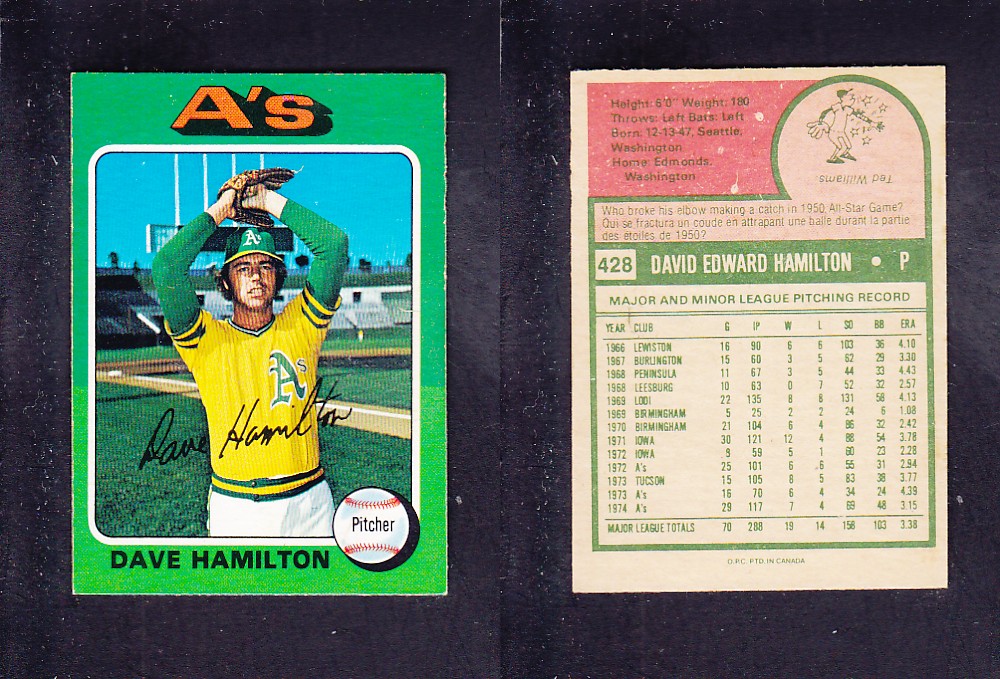 A's
A's
Dave Hamilton
Pitcher
DAVE HAMILTON
Height: 6'0" Weight: 180
Throws: Left Bats: Left
Born: 12-13-47, Seattle,
Washington
Home: Edmonds,
Washington
Ted Williams.
Who broke his elbow making a catch in 1950 All-Star Game?
Qui se fractura un coude en attrapant une balle durant la partie
des étoiles de 1950?
428 DAVID EDWARD HAMILTON • P
MAJOR AND MINOR LEAGUE PITCHING RECORD
YEAR CLUB G IP W L SO BB ERA
1966 LEWISTON 16 90 6 6 103 36 4.10
1967 BURLINGTON 15 60 3 5 62 29 3.30
1968 PENINSULA 11 67 3 5 44 33 4.43
1968 LEESBURG 10 63 0 7 52 32 2.57
1969 LODI 22 135 8 8 131 58 4.13
1969 BIRMINGHAM 5 25 2 2 24 6 1.08
1970 BIRMINGHAM 21 104 6 4 86 32 2.42
1971 IOWA 30 121 12 4 88 54 3.78
1972 IOWA 9 59 5 1 60 23 2.28
1972 A's 25 101 6 6 55 31 2.94
1973 TUCSON 15 105 8 5 83 38 3.77
1973 A's 16 70 6 4 34 24 4.39
1974 A's 29 117 7 4 69 48 3.15
MAJOR LEAGUE TOTALS 70 288 19 14 158 103 3.38
O.P.C. PTD. IN CANADA